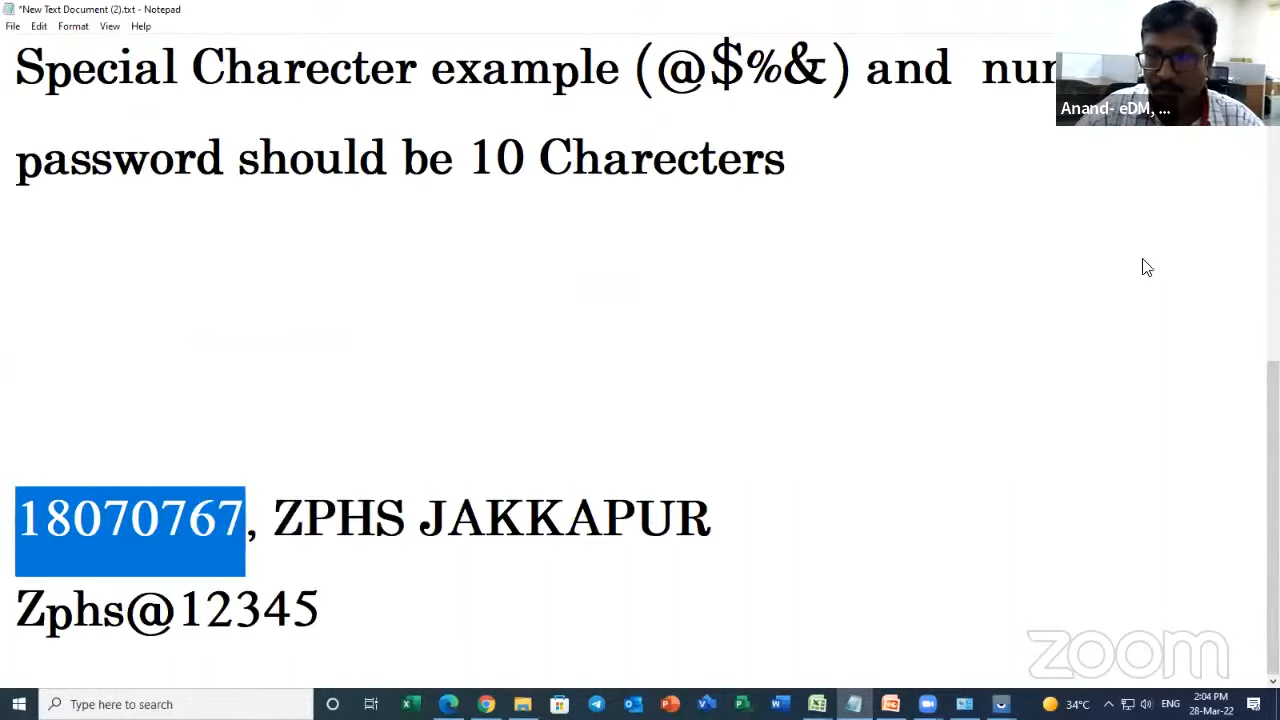 *New Text Document (2).txt - Notepad
File Edit Format View Help
Special Charecter example (@$%&) and
Anand- eDM, ...
password should be 10 Charecters
18070767, ZPHS JAKKAPUR
Zphs@12345
zoom
Type here to search
34°C ENG 2:04 PM
28-Mar-22